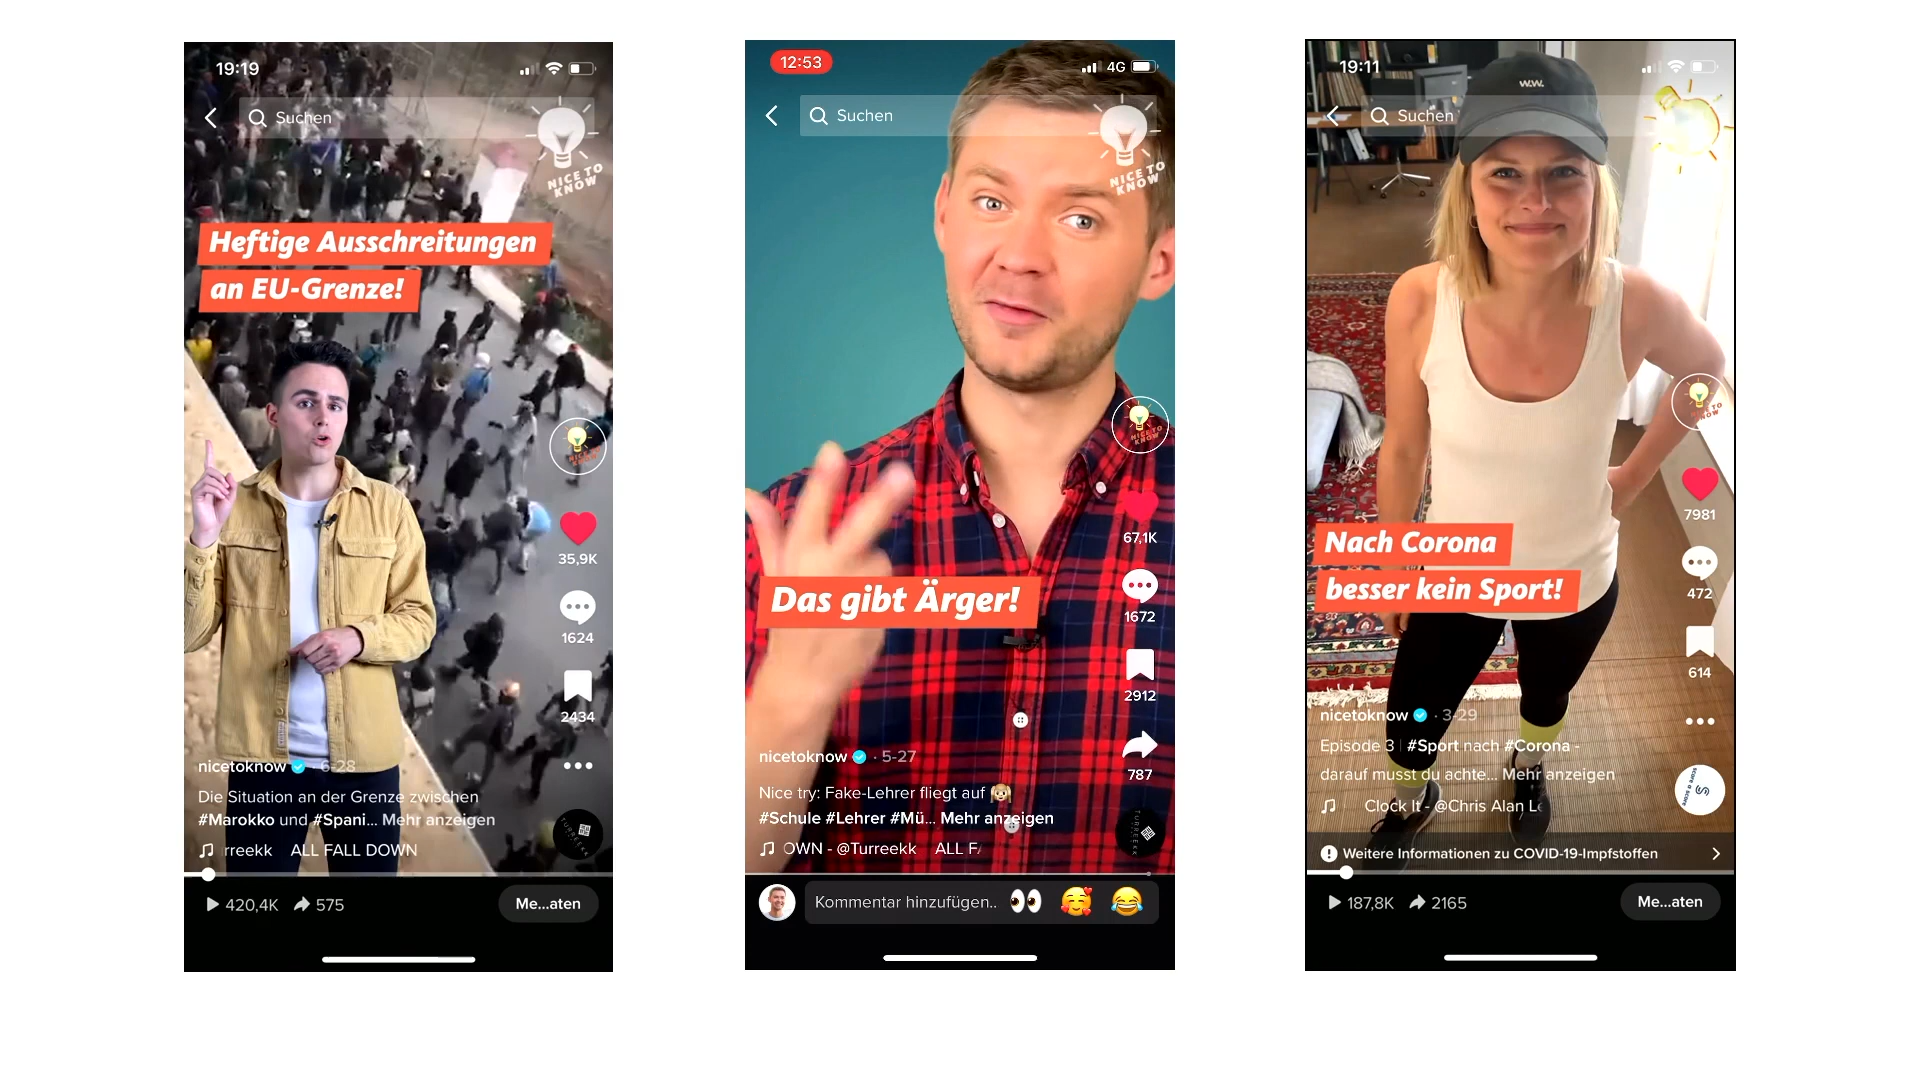 19:19
Suchen
NICE TO
KNOW
Heftige Ausschreitungen
an EU-Grenze!
35,9K
1624
2434
nicetoknow · 6-28
Die Situation an der Grenze zwischen
#Marokko und #Spani... Mehr anzeigen
rreekk ALL FALL DOWN
420,4K 575
Me...aten
12:53
4G
Suchen
NICE TO
KNOW
NICE TO
KNOW
67,1K
Das gibt Ärger!
1672
2912
787
nicetoknow · 5-27
Nice try: Fake-Lehrer fliegt auf 🙉
#Schule #Lehrer #Mü... Mehr anzeigen
OWN - @Turreekk ALL FA
Kommentar hinzufügen.. 👀 🥰 😂
19:11
w.w.
Suchen
7981
Nach Corona
besser kein Sport!
472
614
nicetoknow · 3-29
Episode 3 | #Sport nach #Corona -
darauf musst du achte... Mehr anzeigen
Clock It - @Chris Alan Le
Weitere Informationen zu COVID-19-Impfstoffen
187,8K 2165
Me...aten